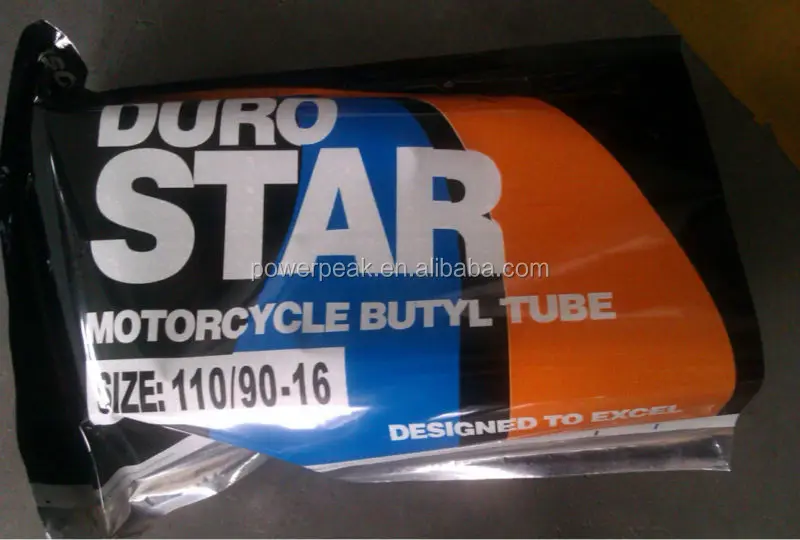 DURO
STAR
powerpeak.en.alibaba.com
MOTORCYCLE BUTYL TUBE
SIZE: 110/90-16
DESIGNED TO EXCEL